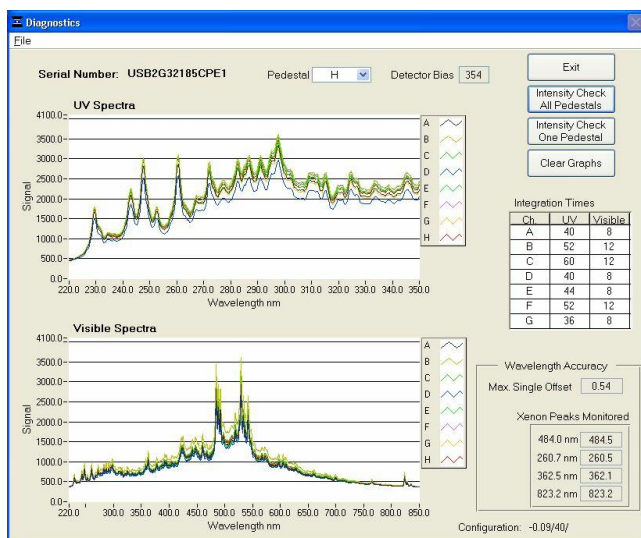 Diagnostics
File
Serial Number: USB2G32185CPE1 Pedestal H Detector Bias 354
Exit
Intensity Check
All Pedestals
Intensity Check
One Pedestal
Clear Graphs
UV Spectra
4100.0-
3500.0-
3000.0-
2500.0-
2000.0-
1500.0-
1000.0-
500.0-
0.0-
Signal
220.0 230.0 240.0 250.0 260.0 270.0 280.0 290.0 300.0 310.0 320.0 330.0 340.0 350.0
Wavelength nm
A
B
C
D
E
F
G
H
Integration Times
Ch. UV Visible
A 40 8
B 52 12
C 60 12
D 40 8
E 44 8
F 52 12
G 36 8
Visible Spectra
4100.0-
3500.0-
3000.0-
2500.0-
2000.0-
1500.0-
1000.0-
500.0-
0.0-
Signal
220.0 300.0 350.0 400.0 450.0 500.0 550.0 600.0 650.0 700.0 750.0 800.0 850.0
Wavelength nm
A
B
C
D
E
F
G
H
Wavelength Accuracy
Max. Single Offset 0.54
Xenon Peaks Monitored
484.0 nm 484.5
260.7 nm 260.5
362.5 nm 362.1
823.2 nm 823.2
Configuration: -0.09/40/